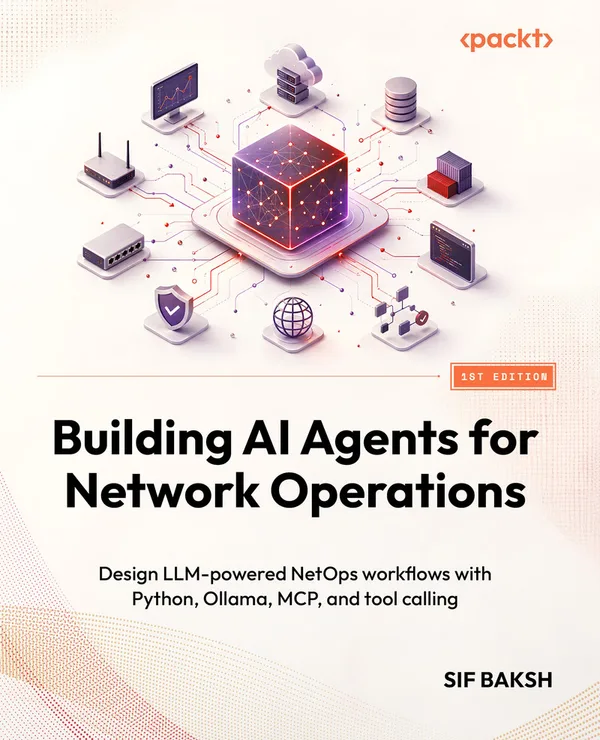 <packt>
1ST EDITION
Building AI Agents for
Network Operations
Design LLM-powered NetOps workflows with
Python, Ollama, MCP, and tool calling
SIF BAKSH